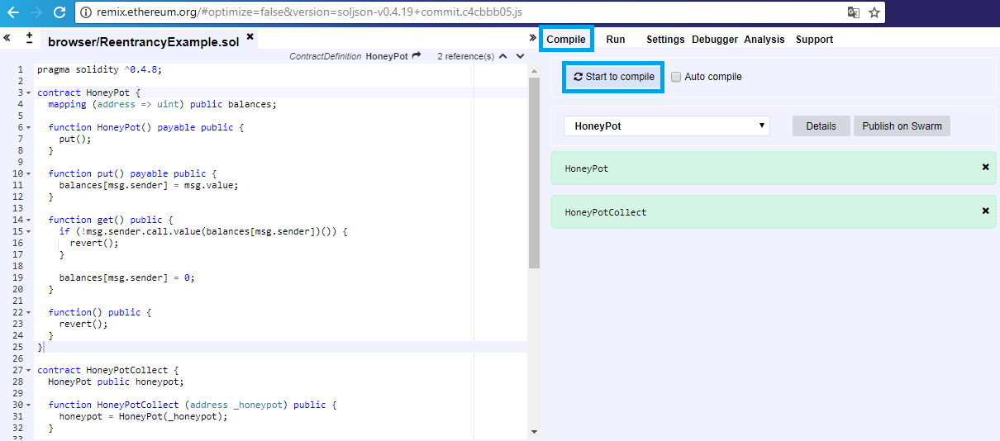 remix.ethereum.org/#optimize=false&version=soljson-v0.4.19+commit.c4cbbb05.js
browser/ReentrancyExample.sol
Compile Run Settings Debugger Analysis Support
ContractDefinition HoneyPot 2 reference(s)
1 pragma solidity ^0.4.8;
2
3 contract HoneyPot {
4 mapping (address => uint) public balances;
5
6 function HoneyPot() payable public {
7 put();
8 }
9
10 function put() payable public {
11 balances[msg.sender] = msg.value;
12 }
13
14 function get() public {
15 if (!msg.sender.call.value(balances[msg.sender])()) {
16 revert();
17 }
18
19 balances[msg.sender] = 0;
20 }
21
22 function() public {
23 revert();
24 }
25 }
26
27 contract HoneyPotCollect {
28 HoneyPot public honeypot;
29
30 function HoneyPotCollect (address _honeypot) public {
31 honeypot = HoneyPot(_honeypot);
32 }
33
Start to compile Auto compile
HoneyPot Details Publish on Swarm
HoneyPot
HoneyPotCollect